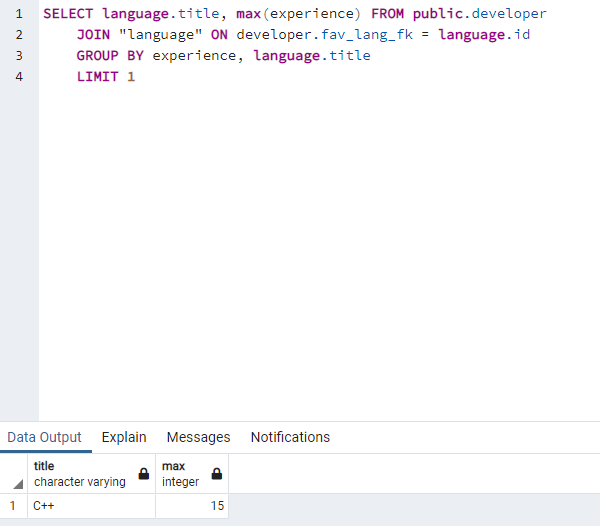 1 SELECT language.title, max(experience) FROM public.developer
2 JOIN "language" ON developer.fav_lang_fk = language.id
3 GROUP BY experience, language.title
4 LIMIT 1
Data Output Explain Messages Notifications
title max
character varying integer
1 C++ 15